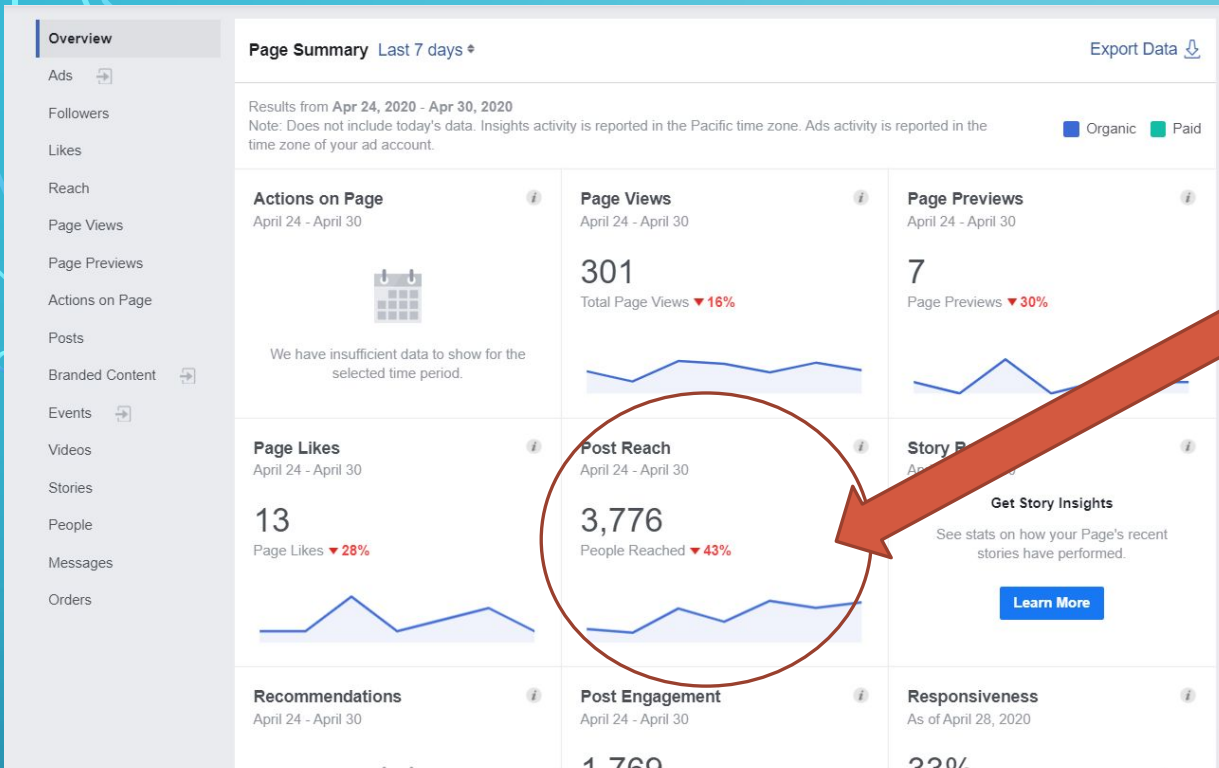 Overview
Ads
Followers
Likes
Reach
Page Views
Page Previews
Actions on Page
Posts
Branded Content
Events
Videos
Stories
People
Messages
Orders
Page Summary Last 7 days
Export Data
Results from Apr 24, 2020 - Apr 30, 2020
Note: Does not include today's data. Insights activity is reported in the Pacific time zone. Ads activity is reported in the
time zone of your ad account.
Organic Paid
Actions on Page
April 24 - April 30
We have insufficient data to show for the
selected time period.
Page Views
April 24 - April 30
301
Total Page Views ▼ 16%
Page Previews
April 24 - April 30
7
Page Previews ▼ 30%
Page Likes
April 24 - April 30
13
Page Likes ▼ 28%
Post Reach
April 24 - April 30
3,776
People Reached ▼ 43%
Story
Get Story Insights
See stats on how your Page's recent
stories have performed.
Learn More
Recommendations
April 24 - April 30
Post Engagement
April 24 - April 30
1,769
Responsiveness
As of April 28, 2020
33%